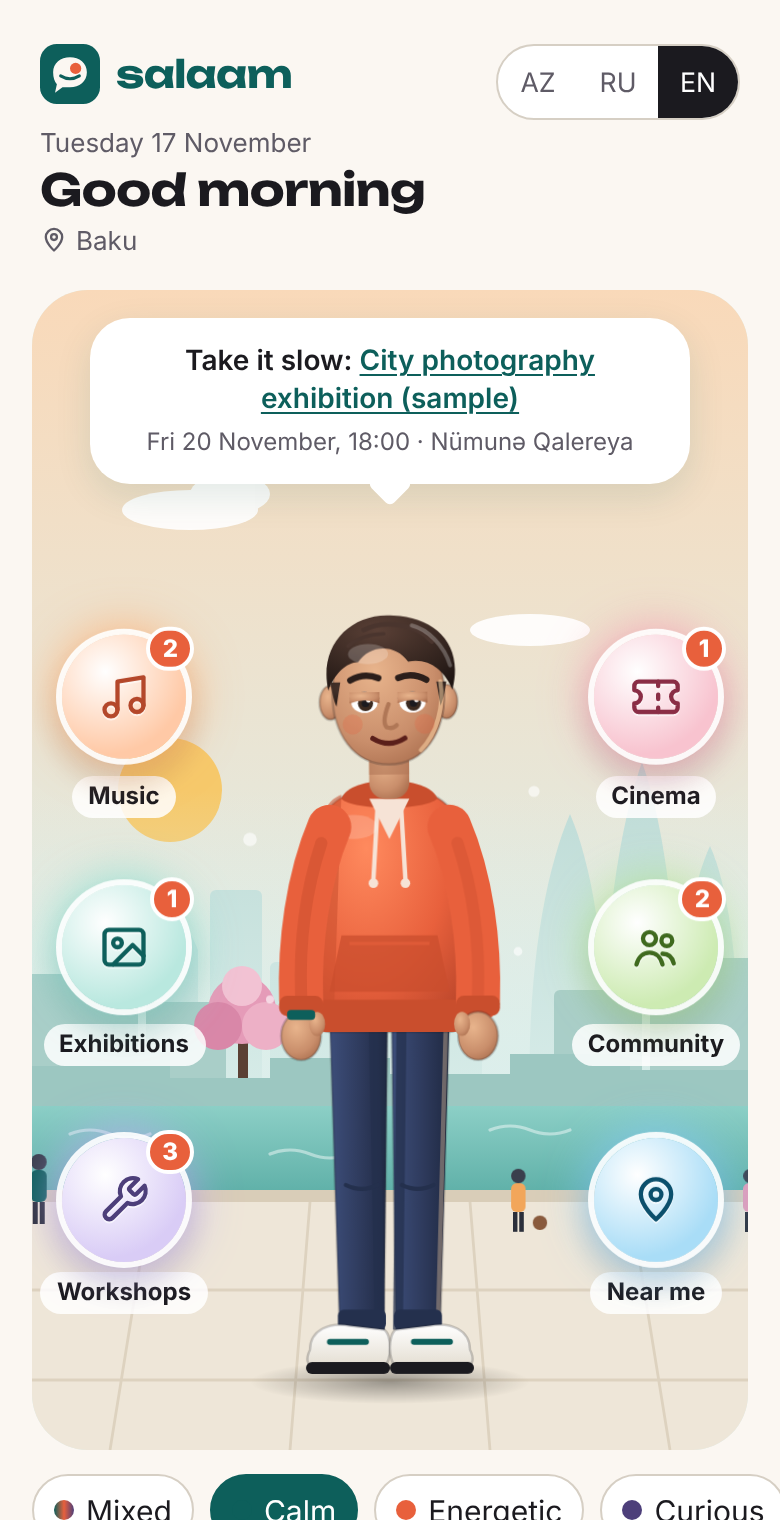 salaam
AZ RU EN
Tuesday 17 November
Good morning
Baku
Take it slow: City photography
exhibition (sample)
Fri 20 November, 18:00 · Nümunə Qalereya
2
1
Music
Cinema
1
2
Exhibitions
Community
3
Workshops
Near me
Mixed
Calm
Energetic
Curious